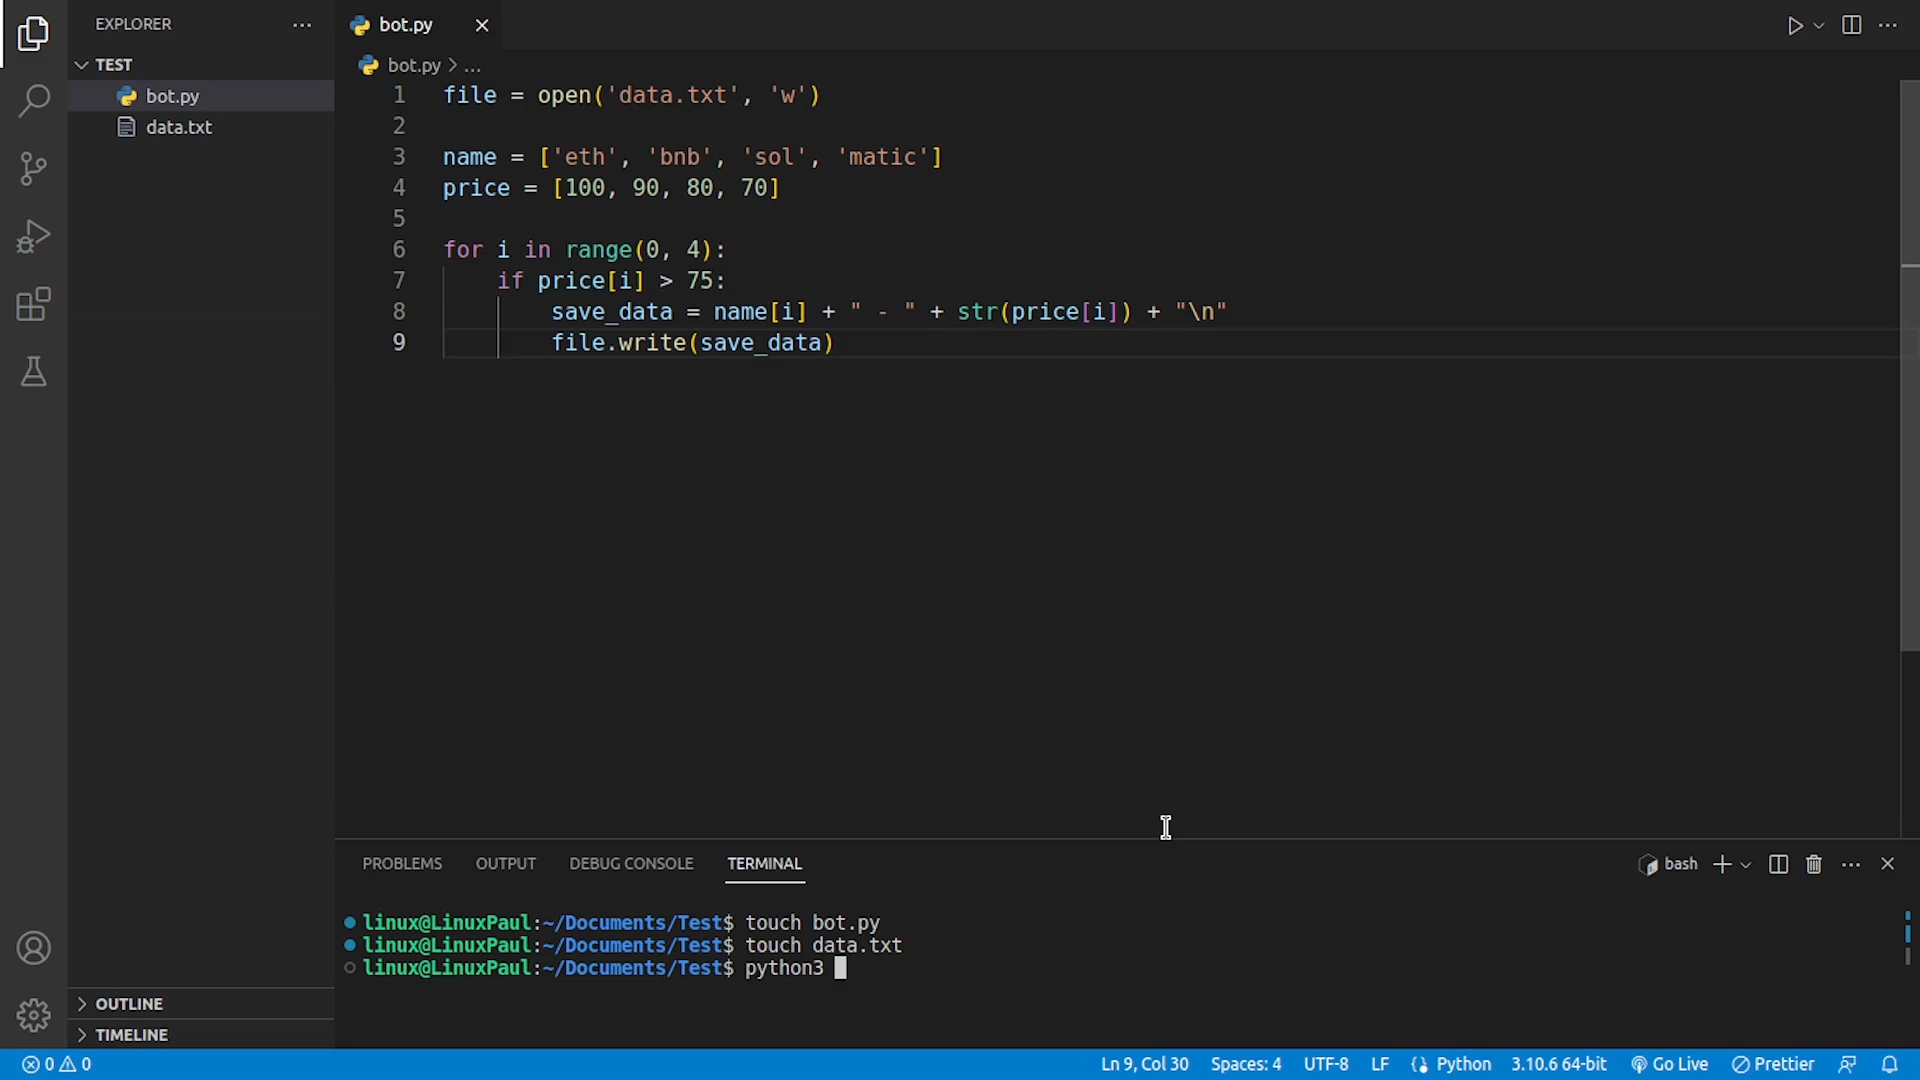 EXPLORER
TEST
bot.py
data.txt
OUTLINE
TIMELINE
bot.py
bot.py > ...
1 file = open('data.txt', 'w')
2
3 name = ['eth', 'bnb', 'sol', 'matic']
4 price = [100, 90, 80, 70]
5
6 for i in range(0, 4):
7     if price[i] > 75:
8         save_data = name[i] + " - " + str(price[i]) + "\n"
9         file.write(save_data)
PROBLEMS OUTPUT DEBUG CONSOLE TERMINAL bash
linux@LinuxPaul:~/Documents/Test$ touch bot.py
linux@LinuxPaul:~/Documents/Test$ touch data.txt
linux@LinuxPaul:~/Documents/Test$ python3
0 0 Ln 9, Col 30 Spaces: 4 UTF-8 LF Python 3.10.6 64-bit Go Live Prettier